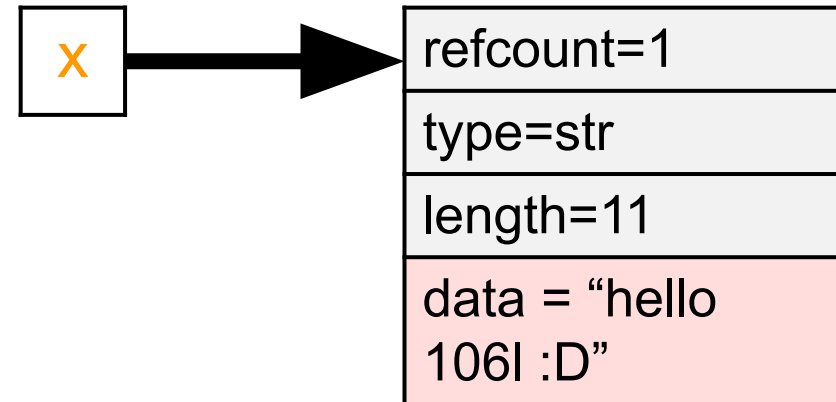 x
refcount=1
type=str
length=11
data = “hello
106l :D”